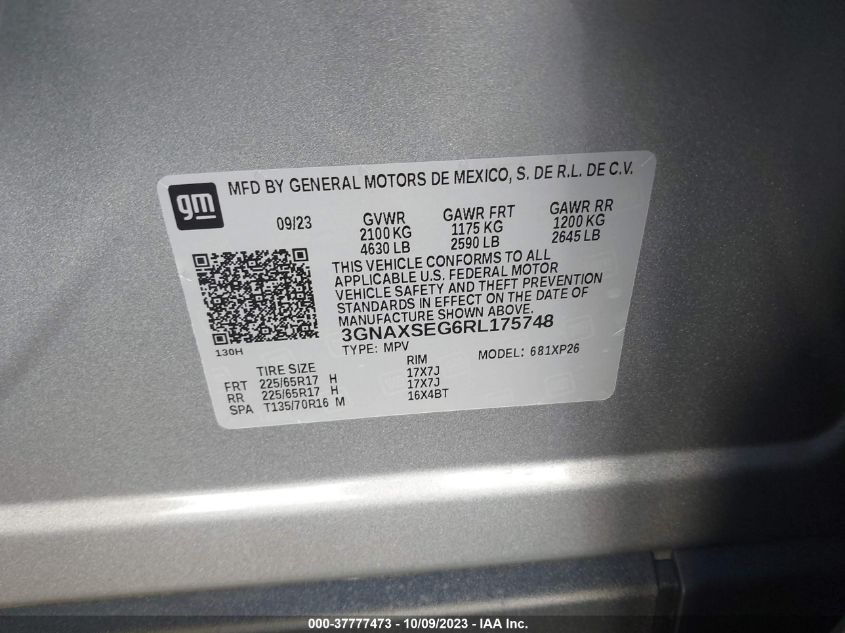 gm
MFD BY GENERAL MOTORS DE MEXICO, S. DE R.L. DE C.V.
09/23 GVWR GAWR FRT GAWR RR
2100 KG 1175 KG 1200 KG
4630 LB 2590 LB 2645 LB
THIS VEHICLE CONFORMS TO ALL
APPLICABLE U.S. FEDERAL MOTOR
VEHICLE SAFETY AND THEFT PREVENTION
STANDARDS IN EFFECT ON THE DATE OF
MANUFACTURE SHOWN ABOVE.
3GNAXSEG6RL175748
130H
TYPE: MPV MODEL: 681XP26
TIRE SIZE RIM
FRT 225/65R17 H 17X7J
RR 225/65R17 H 17X7J
SPA T135/70R16 M 16X4BT
000-37777473 - 10/09/2023 - IAA Inc.